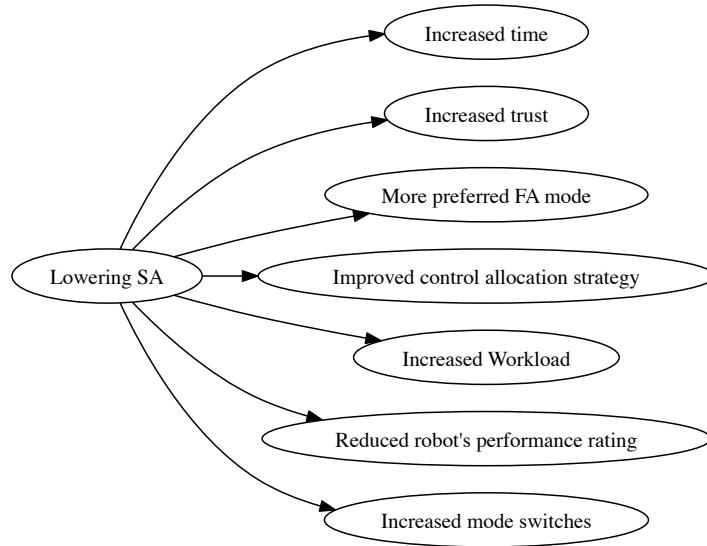 Increased time
Increased trust
More preferred FA mode
Lowering SA
Improved control allocation strategy
Increased Workload
Reduced robot's performance rating
Increased mode switches